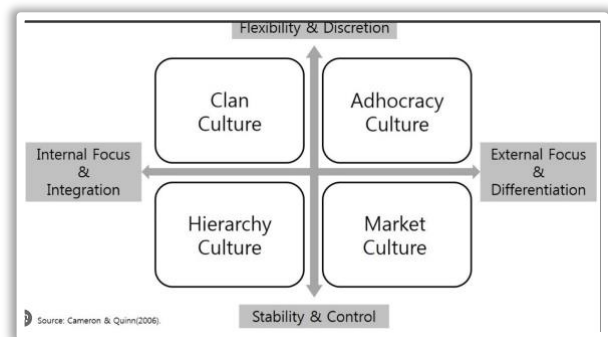 Flexibility & Discretion
Clan
Culture
Adhocracy
Culture
Internal Focus
&
Integration
External Focus
&
Differentiation
Hierarchy
Culture
Market
Culture
Stability & Control
Source: Cameron & Quinn(2006).